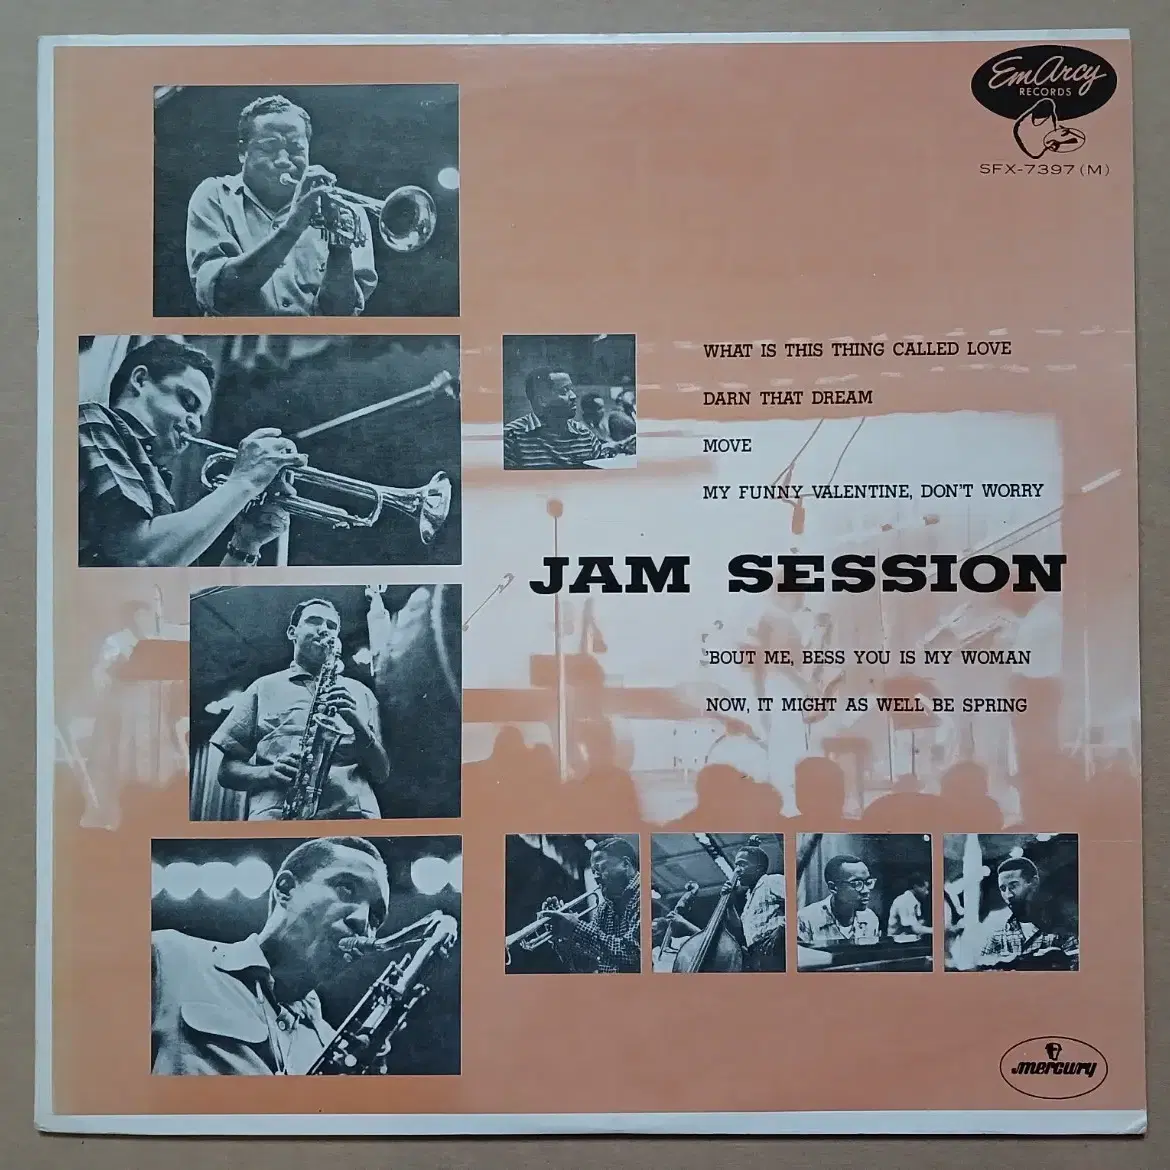 EmArcy
RECORDS
SFX-7397 (M)
WHAT IS THIS THING CALLED LOVE
DARN THAT DREAM
MOVE
MY FUNNY VALENTINE, DON'T WORRY
JAM SESSION
'BOUT ME, BESS YOU IS MY WOMAN
NOW, IT MIGHT AS WELL BE SPRING
mercury